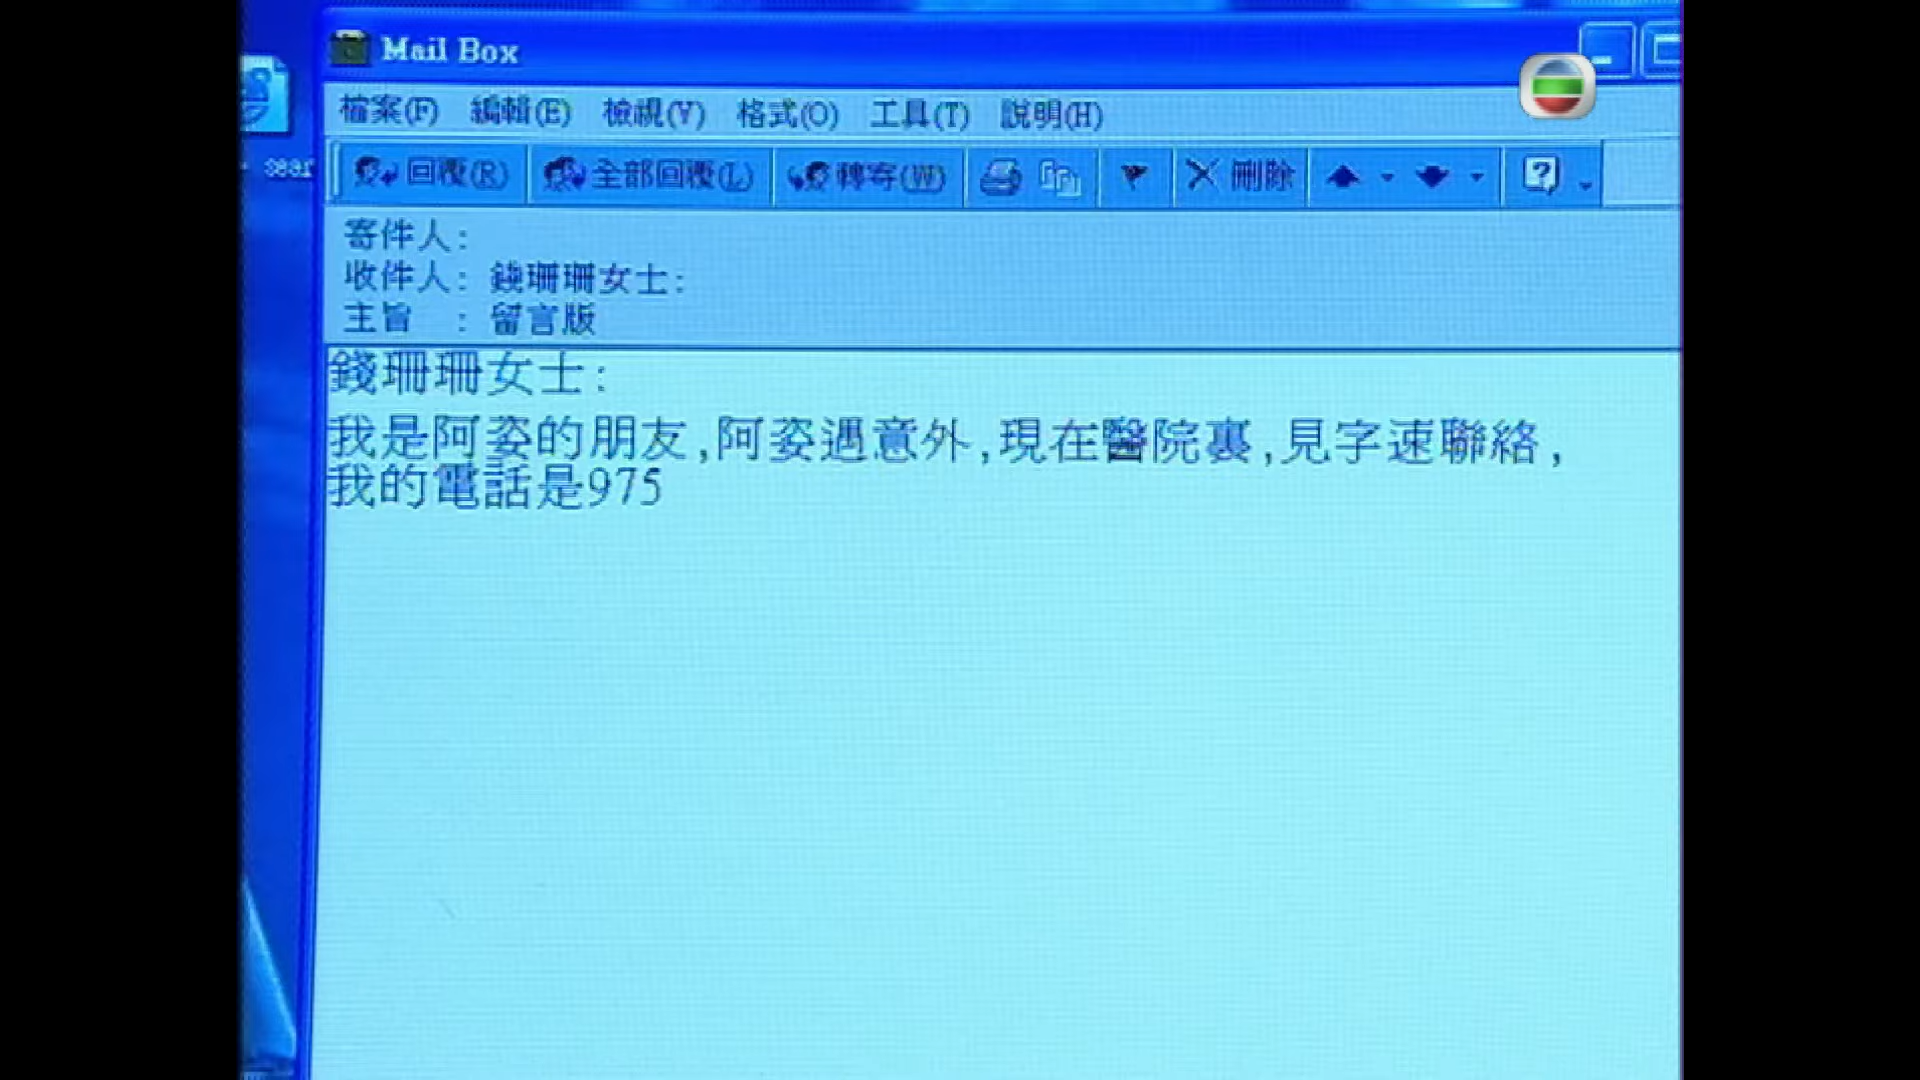 Mail Box
檔案(F) 編輯(E) 檢視(V) 格式(O) 工具(T) 説明(H)
回覆(R) 全部回覆(L) 轉寄(W) 刪除
sear
寄件人:
收件人: 錢珊珊女士:
主旨 : 留言版
錢珊珊女士:
我是阿姿的朋友,阿姿遇意外,現在醫院裏,見字速聯絡,
我的電話是975